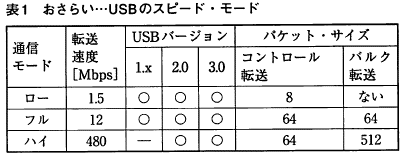 表1 おさらい…USBのスピード・モード
通信モード 転送速度[Mbps] USBバージョン パケット・サイズ
1.x 2.0 3.0 コントロール転送 バルク転送
ロー 1.5 ○ ○ ○ 8 ない
フル 12 ○ ○ ○ 64 64
ハイ 480 — ○ ○ 64 512